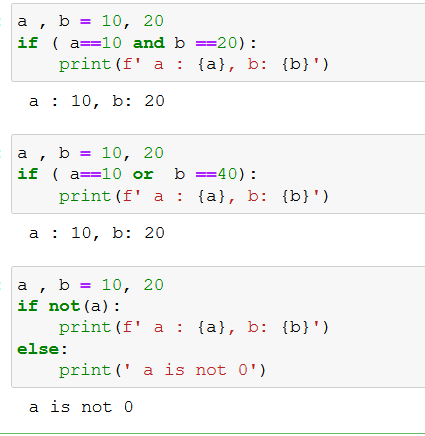 a , b = 10, 20
if ( a==10 and b ==20):
    print(f' a : {a}, b: {b}')
a : 10, b: 20
a , b = 10, 20
if ( a==10 or  b ==40):
    print(f' a : {a}, b: {b}')
a : 10, b: 20
a , b = 10, 20
if not(a):
    print(f' a : {a}, b: {b}')
else:
    print(' a is not 0')
a is not 0